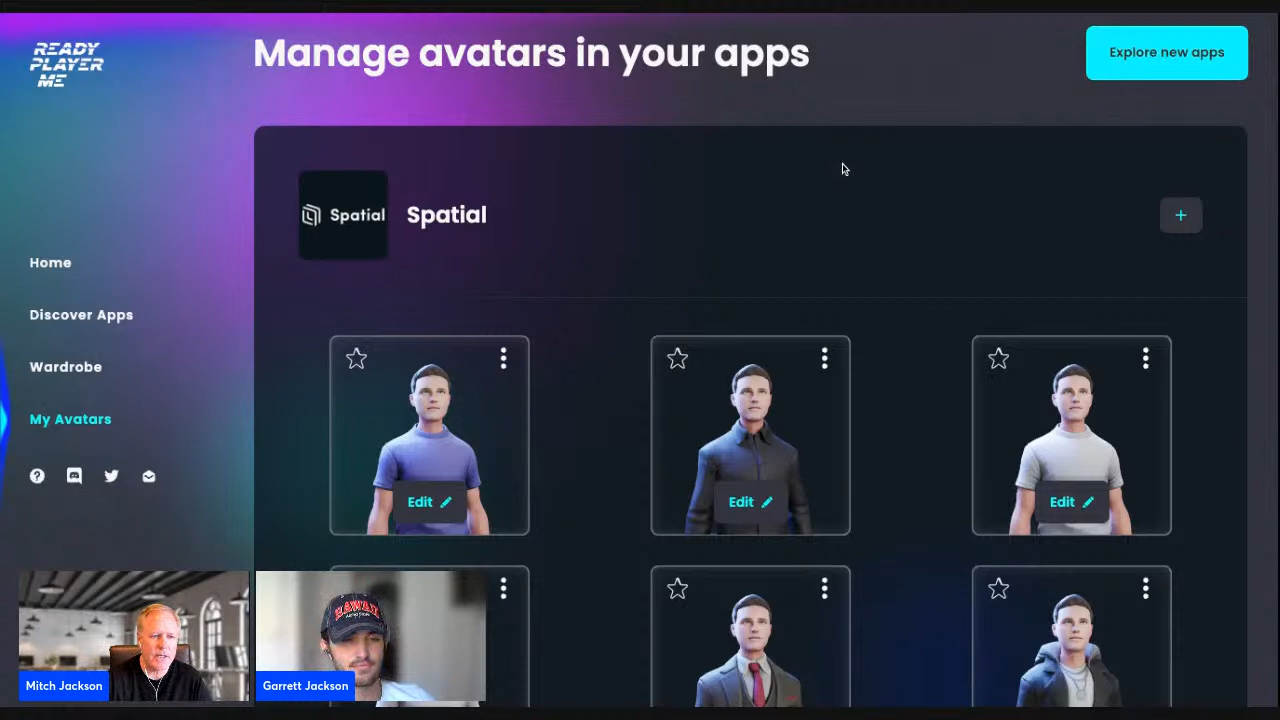 READY
PLAYER
ME
Manage avatars in your apps
Explore new apps
Spatial
Spatial
+
Home
Discover Apps
Wardrobe
My Avatars
?
Edit
Edit
Edit
HAWAII
Mitch Jackson
Garrett Jackson